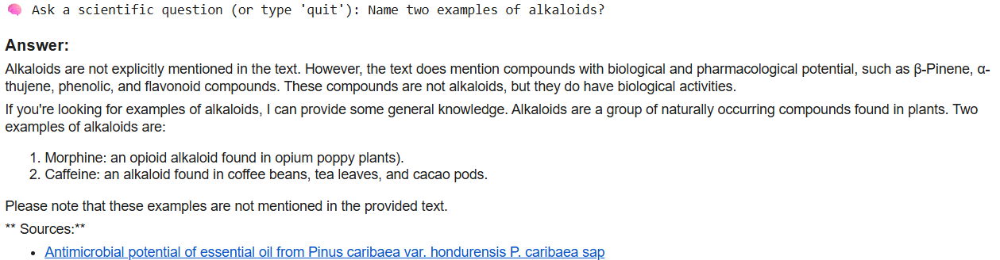 🧠 Ask a scientific question (or type 'quit'): Name two examples of alkaloids?
Answer:
Alkaloids are not explicitly mentioned in the text. However, the text does mention compounds with biological and pharmacological potential, such as β-Pinene, α-
thujene, phenolic, and flavonoid compounds. These compounds are not alkaloids, but they do have biological activities.
If you're looking for examples of alkaloids, I can provide some general knowledge. Alkaloids are a group of naturally occurring compounds found in plants. Two
examples of alkaloids are:
1. Morphine: an opioid alkaloid found in opium poppy plants).
2. Caffeine: an alkaloid found in coffee beans, tea leaves, and cacao pods.
Please note that these examples are not mentioned in the provided text.
** Sources:**
• Antimicrobial potential of essential oil from Pinus caribaea var. hondurensis P. caribaea sap